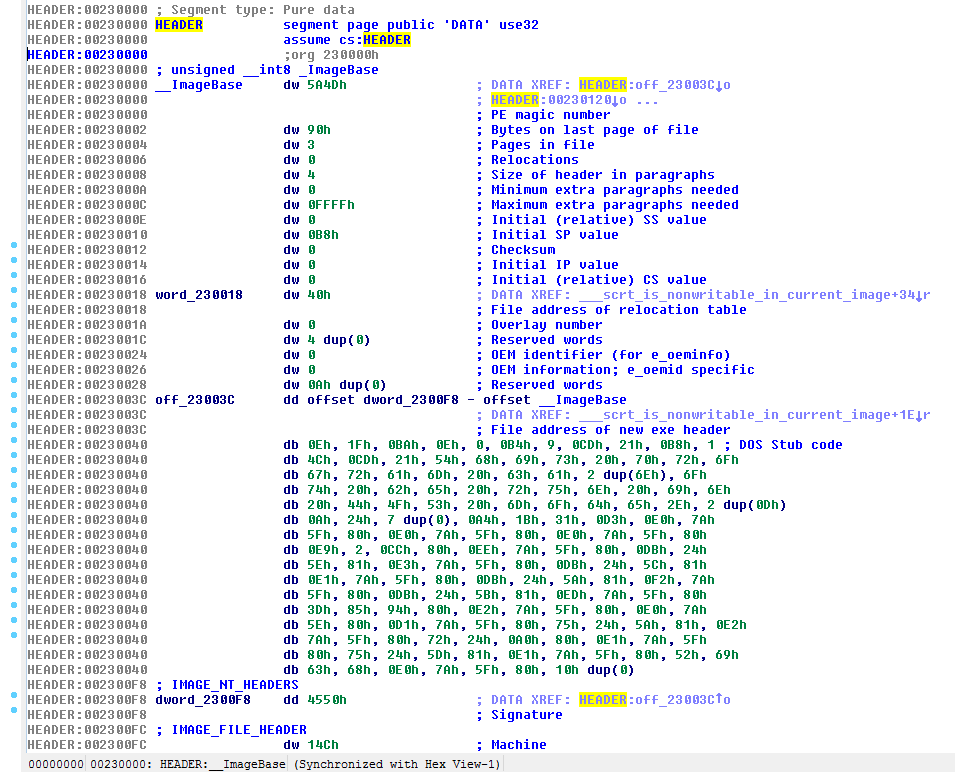 HEADER:00230000 ; Segment type: Pure data
HEADER:00230000 HEADER segment page public 'DATA' use32
HEADER:00230000 assume cs:HEADER
HEADER:00230000 ;org 230000h
HEADER:00230000 ; unsigned __int8 _ImageBase
HEADER:00230000 __ImageBase dw 5A4Dh ; DATA XREF: HEADER:off_23003C↓o
HEADER:00230000 ; HEADER:00230120↓o ...
HEADER:00230000 ; PE magic number
HEADER:00230002 dw 90h ; Bytes on last page of file
HEADER:00230004 dw 3 ; Pages in file
HEADER:00230006 dw 0 ; Relocations
HEADER:00230008 dw 4 ; Size of header in paragraphs
HEADER:0023000A dw 0 ; Minimum extra paragraphs needed
HEADER:0023000C dw 0FFFFh ; Maximum extra paragraphs needed
HEADER:0023000E dw 0 ; Initial (relative) SS value
HEADER:00230010 dw 0B8h ; Initial SP value
HEADER:00230012 dw 0 ; Checksum
HEADER:00230014 dw 0 ; Initial IP value
HEADER:00230016 dw 0 ; Initial (relative) CS value
HEADER:00230018 word_230018 dw 40h ; DATA XREF: ___scrt_is_nonwritable_in_current_image+34↓r
HEADER:00230018 ; File address of relocation table
HEADER:0023001A dw 0 ; Overlay number
HEADER:0023001C dw 4 dup(0) ; Reserved words
HEADER:00230024 dw 0 ; OEM identifier (for e_oeminfo)
HEADER:00230026 dw 0 ; OEM information; e_oemid specific
HEADER:00230028 dw 0Ah dup(0) ; Reserved words
HEADER:0023003C off_23003C dd offset dword_2300F8 - offset __ImageBase
HEADER:0023003C ; DATA XREF: ___scrt_is_nonwritable_in_current_image+1E↓r
HEADER:0023003C ; File address of new exe header
HEADER:00230040 db 0Eh, 1Fh, 0BAh, 0Eh, 0, 0B4h, 9, 0CDh, 21h, 0B8h, 1 ; DOS Stub code
HEADER:00230040 db 4Ch, 0CDh, 21h, 54h, 68h, 69h, 73h, 20h, 70h, 72h, 6Fh
HEADER:00230040 db 67h, 72h, 61h, 6Dh, 20h, 63h, 61h, 2 dup(6Eh), 6Fh
HEADER:00230040 db 74h, 20h, 62h, 65h, 20h, 72h, 75h, 6Eh, 20h, 69h, 6Eh
HEADER:00230040 db 20h, 44h, 4Fh, 53h, 20h, 6Dh, 6Fh, 64h, 65h, 2Eh, 2 dup(0Dh)
HEADER:00230040 db 0Ah, 24h, 7 dup(0), 0A4h, 1Bh, 31h, 0D3h, 0E0h, 7Ah
HEADER:00230040 db 5Fh, 80h, 0E0h, 7Ah, 5Fh, 80h, 0E0h, 7Ah, 5Fh, 80h
HEADER:00230040 db 0E9h, 2, 0CCh, 80h, 0EEh, 7Ah, 5Fh, 80h, 0DBh, 24h
HEADER:00230040 db 5Eh, 81h, 0E3h, 7Ah, 5Fh, 80h, 0DBh, 24h, 5Ch, 81h
HEADER:00230040 db 0E1h, 7Ah, 5Fh, 80h, 0DBh, 24h, 5Ah, 81h, 0F2h, 7Ah
HEADER:00230040 db 5Fh, 80h, 0DBh, 24h, 5Bh, 81h, 0EDh, 7Ah, 5Fh, 80h
HEADER:00230040 db 3Dh, 85h, 94h, 80h, 0E2h, 7Ah, 5Fh, 80h, 0E0h, 7Ah
HEADER:00230040 db 5Eh, 80h, 0D1h, 7Ah, 5Fh, 80h, 75h, 24h, 5Ah, 81h, 0E2h
HEADER:00230040 db 7Ah, 5Fh, 80h, 72h, 24h, 0A0h, 80h, 0E1h, 7Ah, 5Fh
HEADER:00230040 db 80h, 75h, 24h, 5Dh, 81h, 0E1h, 7Ah, 5Fh, 80h, 52h, 69h
HEADER:00230040 db 63h, 68h, 0E0h, 7Ah, 5Fh, 80h, 10h dup(0)
HEADER:002300F8 ; IMAGE_NT_HEADERS
HEADER:002300F8 dword_2300F8 dd 4550h ; DATA XREF: HEADER:off_23003C↑o
HEADER:002300F8 ; Signature
HEADER:002300FC ; IMAGE_FILE_HEADER
HEADER:002300FC dw 14Ch ; Machine
00000000 00230000: HEADER:__ImageBase (Synchronized with Hex View-1)